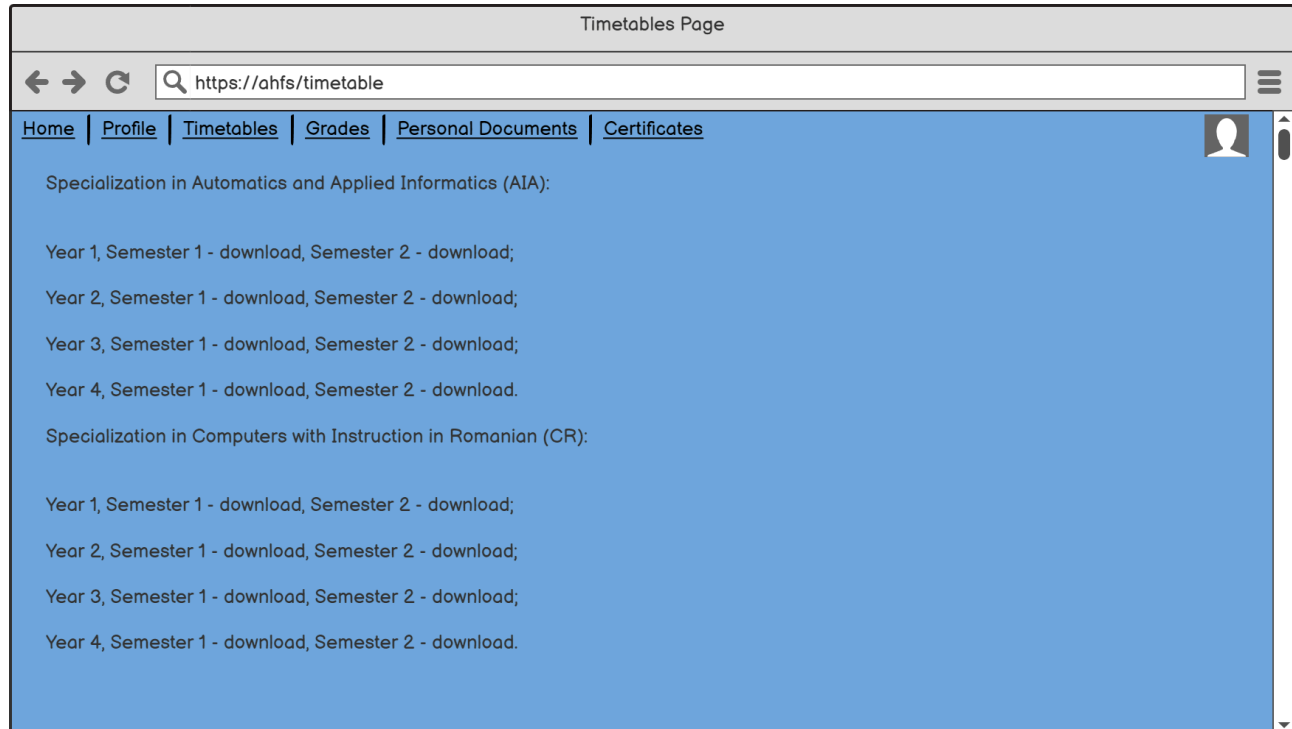 Timetables Page
https://ahfs/timetable
Home Profile Timetables Grades Personal Documents Certificates
Specialization in Automatics and Applied Informatics (AIA):
Year 1, Semester 1 - download, Semester 2 - download;
Year 2, Semester 1 - download, Semester 2 - download;
Year 3, Semester 1 - download, Semester 2 - download;
Year 4, Semester 1 - download, Semester 2 - download.
Specialization in Computers with Instruction in Romanian (CR):
Year 1, Semester 1 - download, Semester 2 - download;
Year 2, Semester 1 - download, Semester 2 - download;
Year 3, Semester 1 - download, Semester 2 - download;
Year 4, Semester 1 - download, Semester 2 - download.